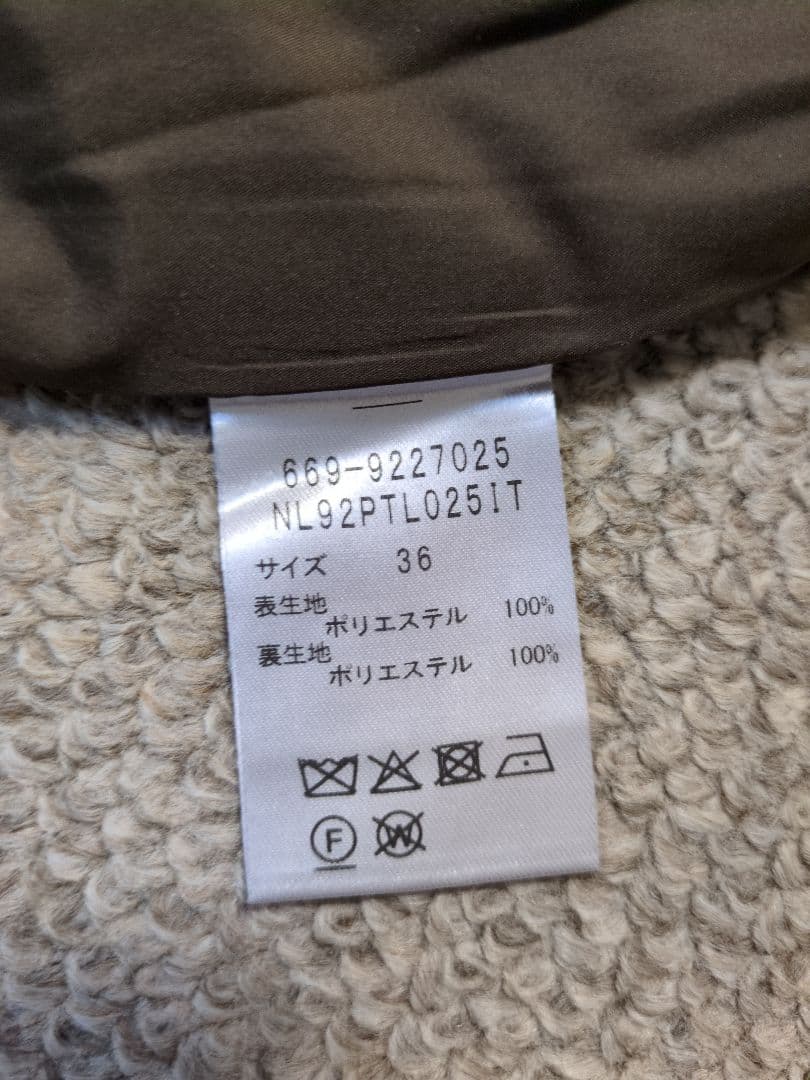 669-9227025
NL92PTL025IT
サイズ 36
表生地
ポリエステル 100%
裏生地
ポリエステル 100%
F W